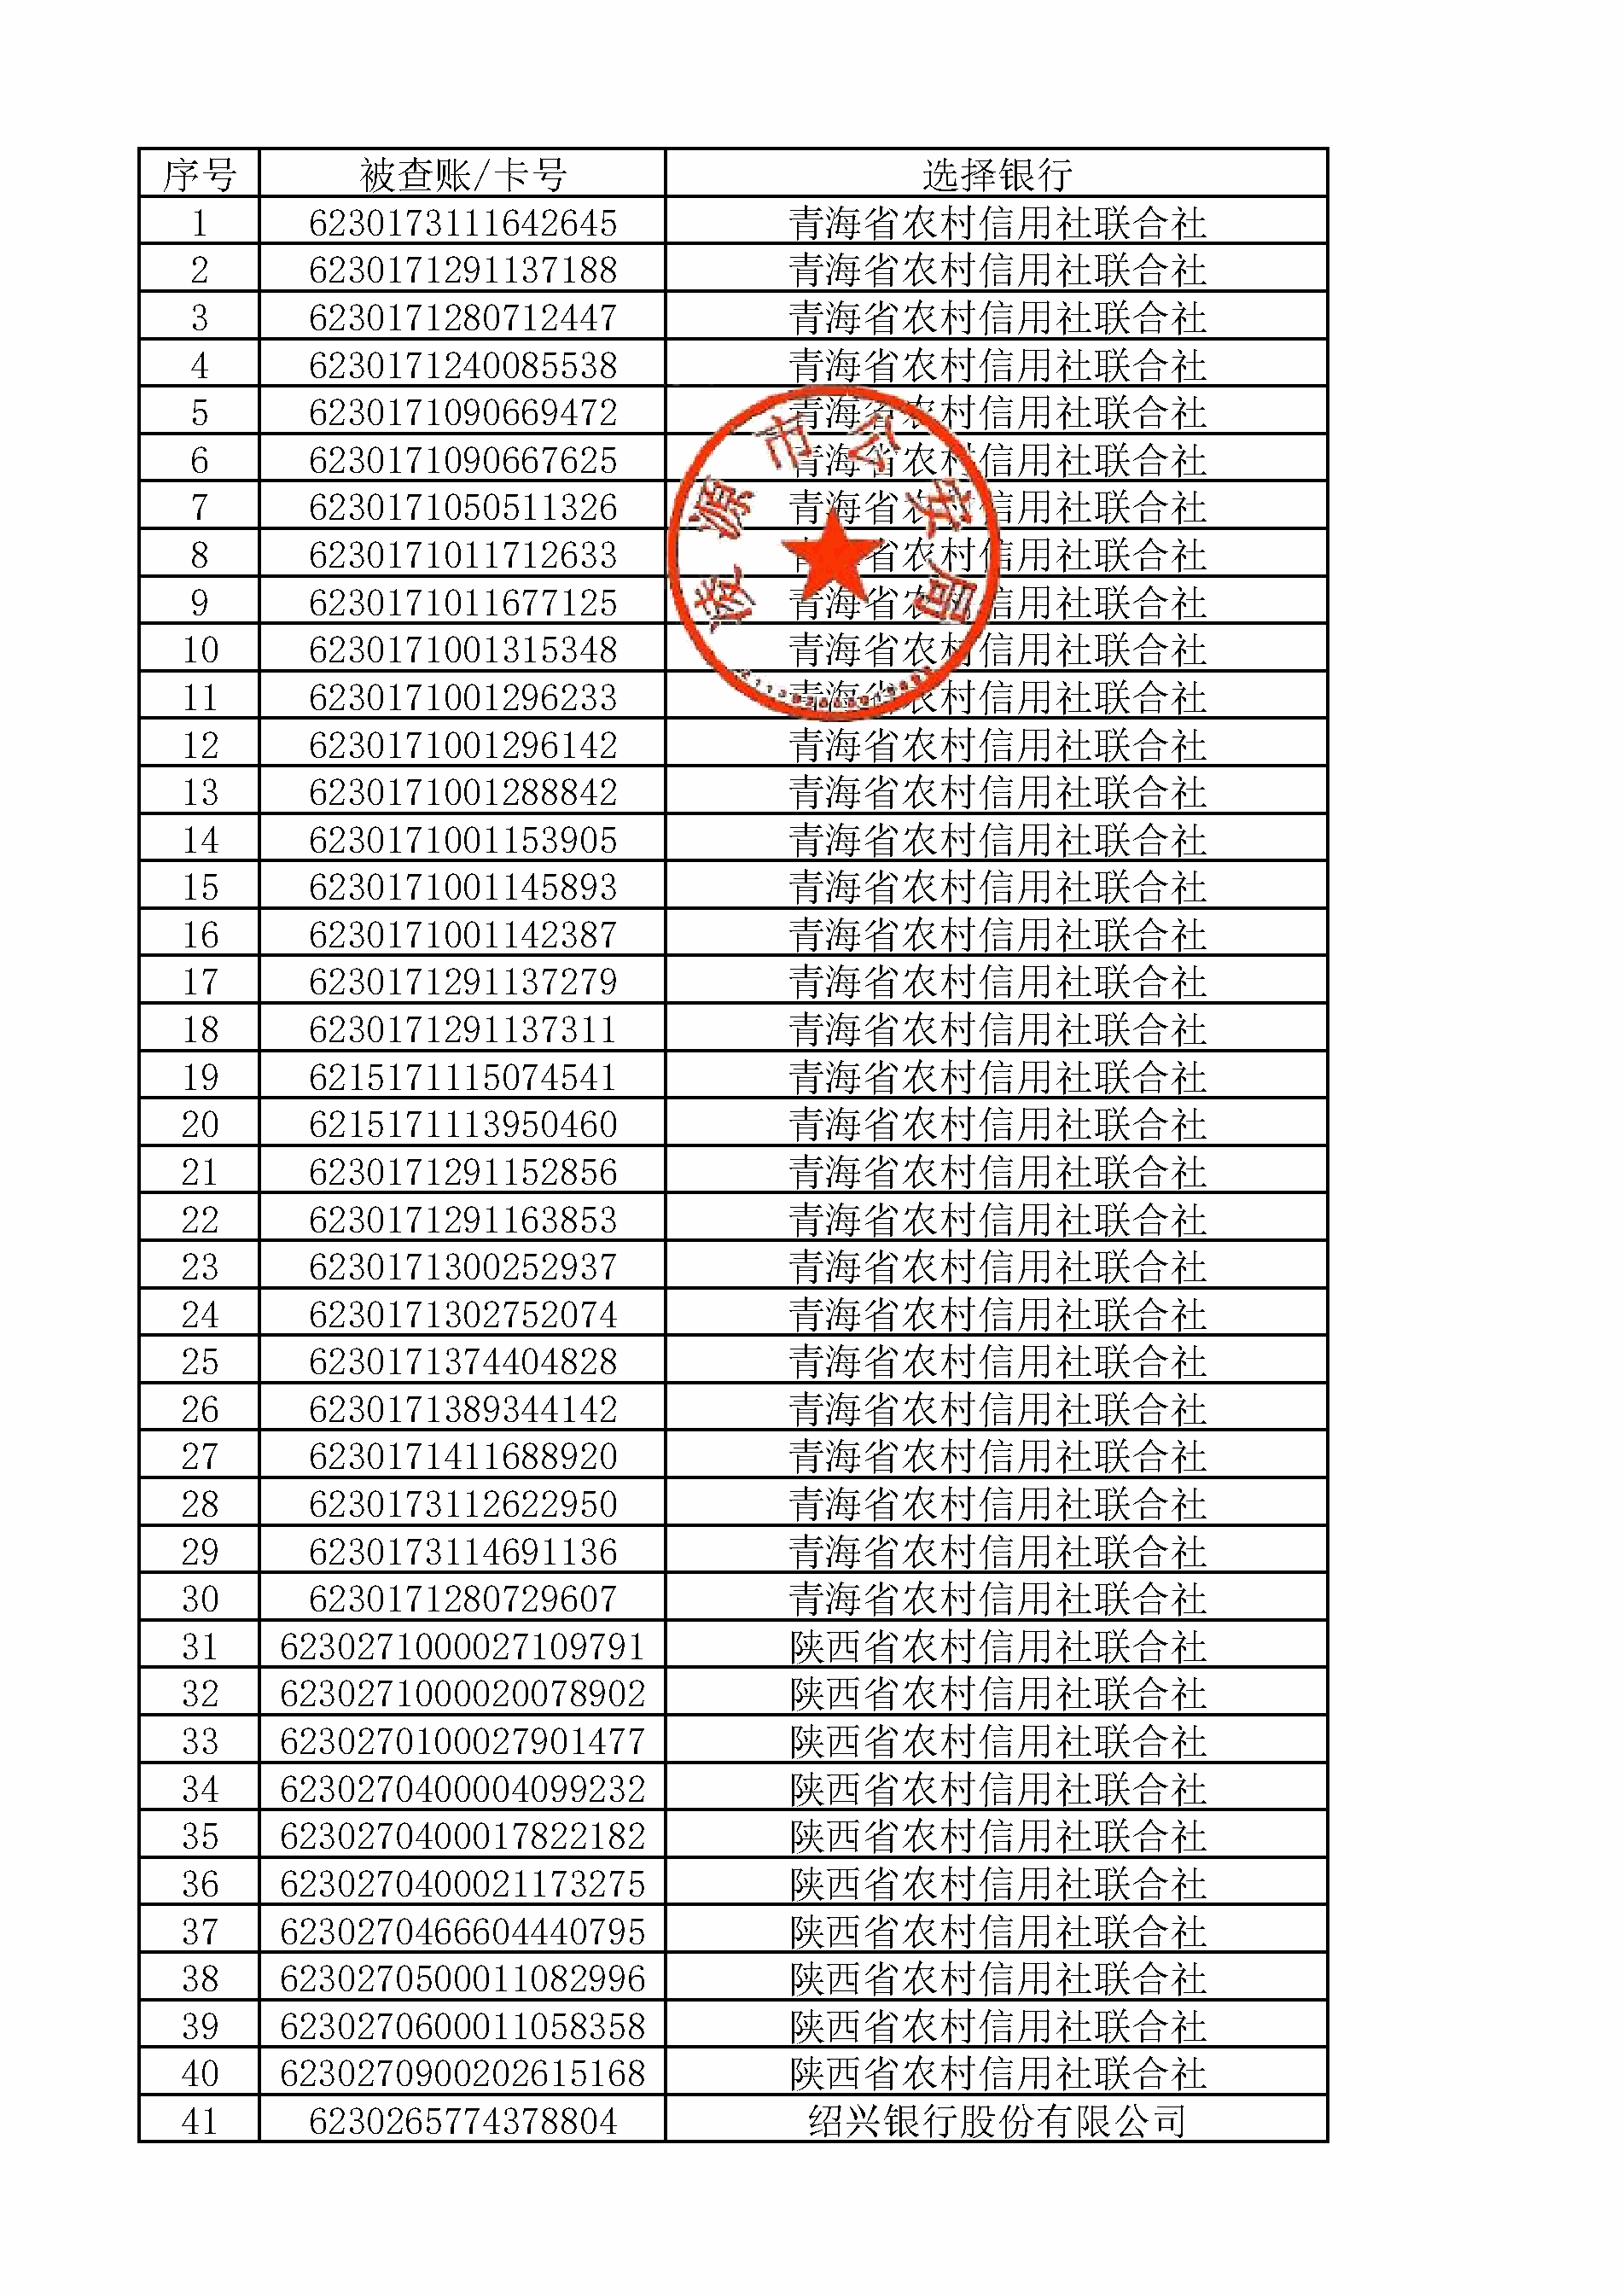 序号 被查账/卡号 选择银行
1 6230173111642645 青海省农村信用社联合社
2 6230171291137188 青海省农村信用社联合社
3 6230171280712447 青海省农村信用社联合社
4 6230171240085538 青海省农村信用社联合社
5 6230171090669472 青海省农村信用社联合社
6 6230171090667625 青海省农村信用社联合社
7 6230171050511326 青海省农村信用社联合社
8 6230171011712633 青海省农村信用社联合社
9 6230171011677125 青海省农村信用社联合社
10 6230171001315348 青海省农村信用社联合社
11 6230171001296233 青海省农村信用社联合社
12 6230171001296142 青海省农村信用社联合社
13 6230171001288842 青海省农村信用社联合社
14 6230171001153905 青海省农村信用社联合社
15 6230171001145893 青海省农村信用社联合社
16 6230171001142387 青海省农村信用社联合社
17 6230171291137279 青海省农村信用社联合社
18 6230171291137311 青海省农村信用社联合社
19 6215171115074541 青海省农村信用社联合社
20 6215171113950460 青海省农村信用社联合社
21 6230171291152856 青海省农村信用社联合社
22 6230171291163853 青海省农村信用社联合社
23 6230171300252937 青海省农村信用社联合社
24 6230171302752074 青海省农村信用社联合社
25 6230171374404828 青海省农村信用社联合社
26 6230171389344142 青海省农村信用社联合社
27 6230171411688920 青海省农村信用社联合社
28 6230173112622950 青海省农村信用社联合社
29 6230173114691136 青海省农村信用社联合社
30 6230171280729607 青海省农村信用社联合社
31 6230271000027109791 陕西省农村信用社联合社
32 6230271000020078902 陕西省农村信用社联合社
33 6230270100027901477 陕西省农村信用社联合社
34 6230270400004099232 陕西省农村信用社联合社
35 6230270400017822182 陕西省农村信用社联合社
36 6230270400021173275 陕西省农村信用社联合社
37 6230270466604440795 陕西省农村信用社联合社
38 6230270500011082996 陕西省农村信用社联合社
39 6230270600011058358 陕西省农村信用社联合社
40 6230270900202615168 陕西省农村信用社联合社
41 6230265774378804 绍兴银行股份有限公司
凌源市公安局